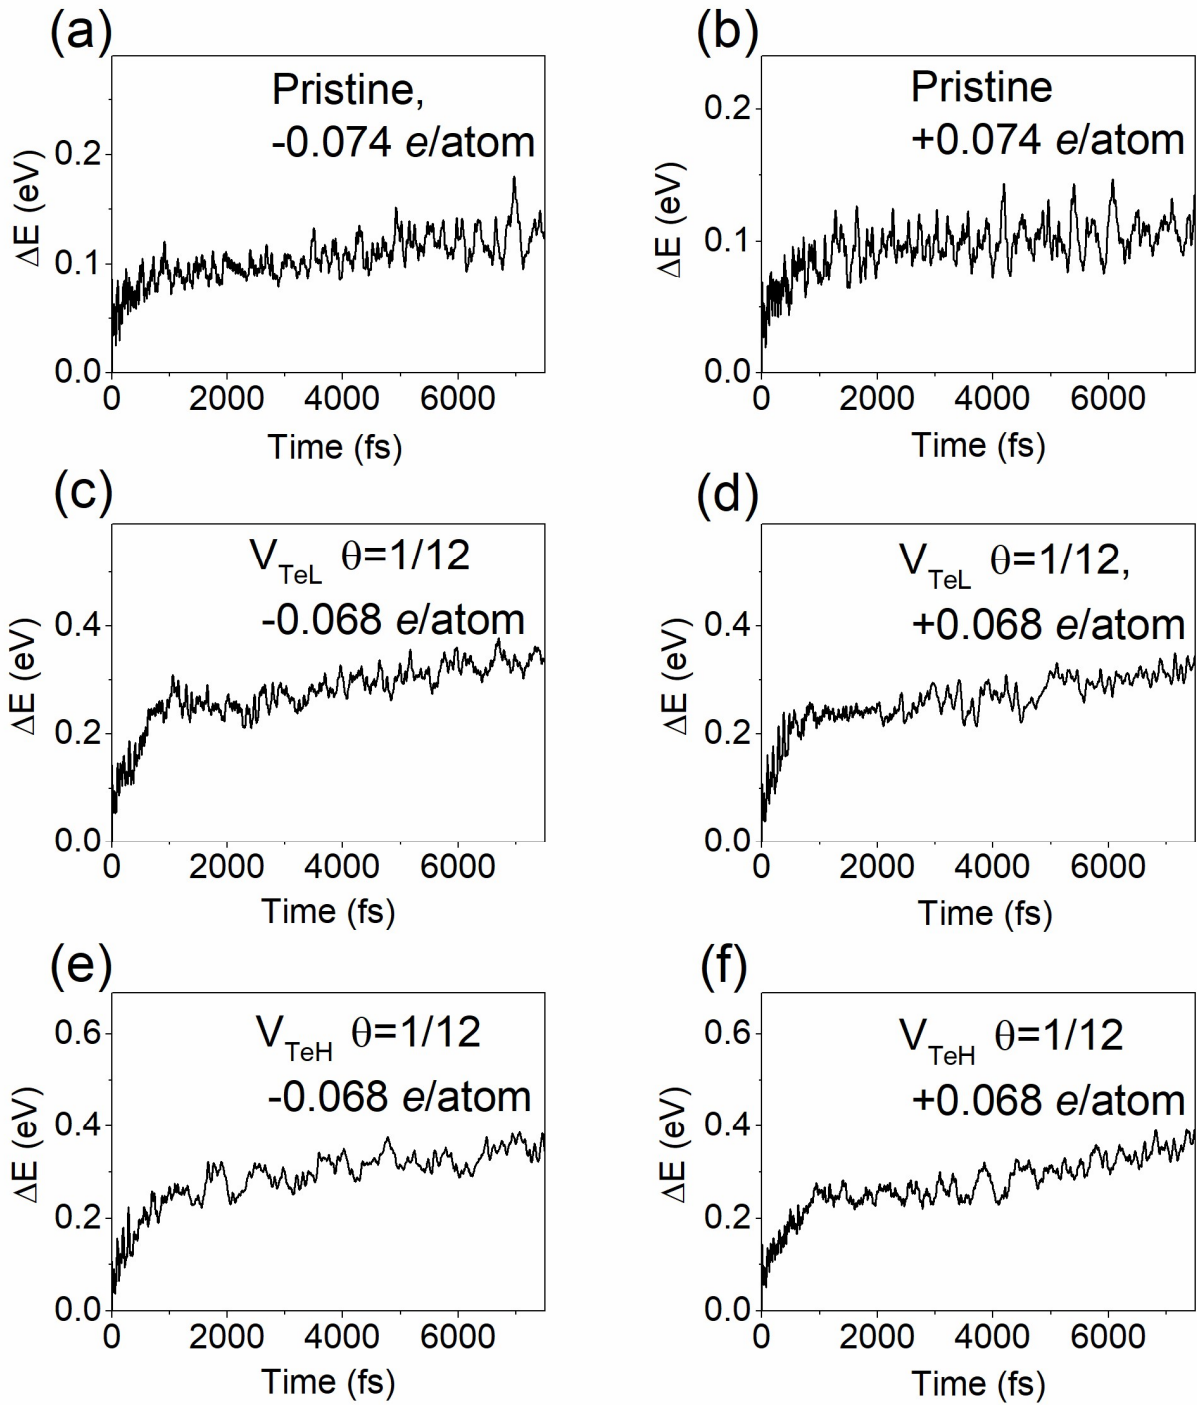 (a)
Pristine,
-0.074 e/atom
0.2
0.1
0.0
ΔE (eV)
0 2000 4000 6000
Time (fs)
(b)
Pristine
+0.074 e/atom
0.2
0.1
0.0
ΔE (eV)
0 2000 4000 6000
Time (fs)
(c)
VTeL θ=1/12
-0.068 e/atom
0.4
0.2
0.0
ΔE (eV)
0 2000 4000 6000
Time (fs)
(d)
VTeL θ=1/12,
+0.068 e/atom
0.4
0.2
0.0
ΔE (eV)
0 2000 4000 6000
Time (fs)
(e)
VTeH θ=1/12
-0.068 e/atom
0.6
0.4
0.2
0.0
ΔE (eV)
0 2000 4000 6000
Time (fs)
(f)
VTeH θ=1/12
+0.068 e/atom
0.6
0.4
0.2
0.0
ΔE (eV)
0 2000 4000 6000
Time (fs)